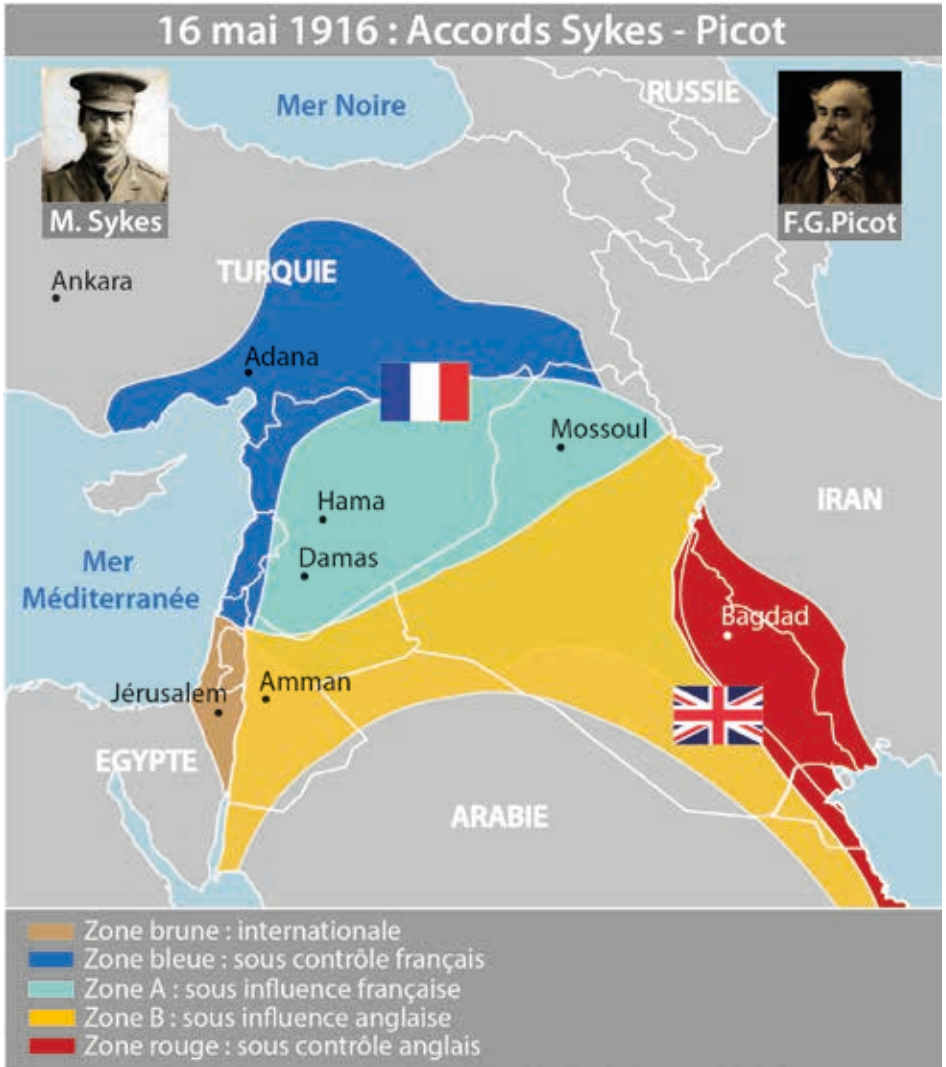 16 mai 1916 : Accords Sykes - Picot
Mer Noire
RUSSIE
M. Sykes
F.G.Picot
Ankara
TURQUIE
Adana
Mossoul
Hama
IRAN
Damas
Mer
Méditerranée
Bagdad
Jérusalem
Amman
EGYPTE
ARABIE
Zone brune : internationale
Zone bleue : sous contrôle français
Zone A : sous influence française
Zone B : sous influence anglaise
Zone rouge : sous contrôle anglais